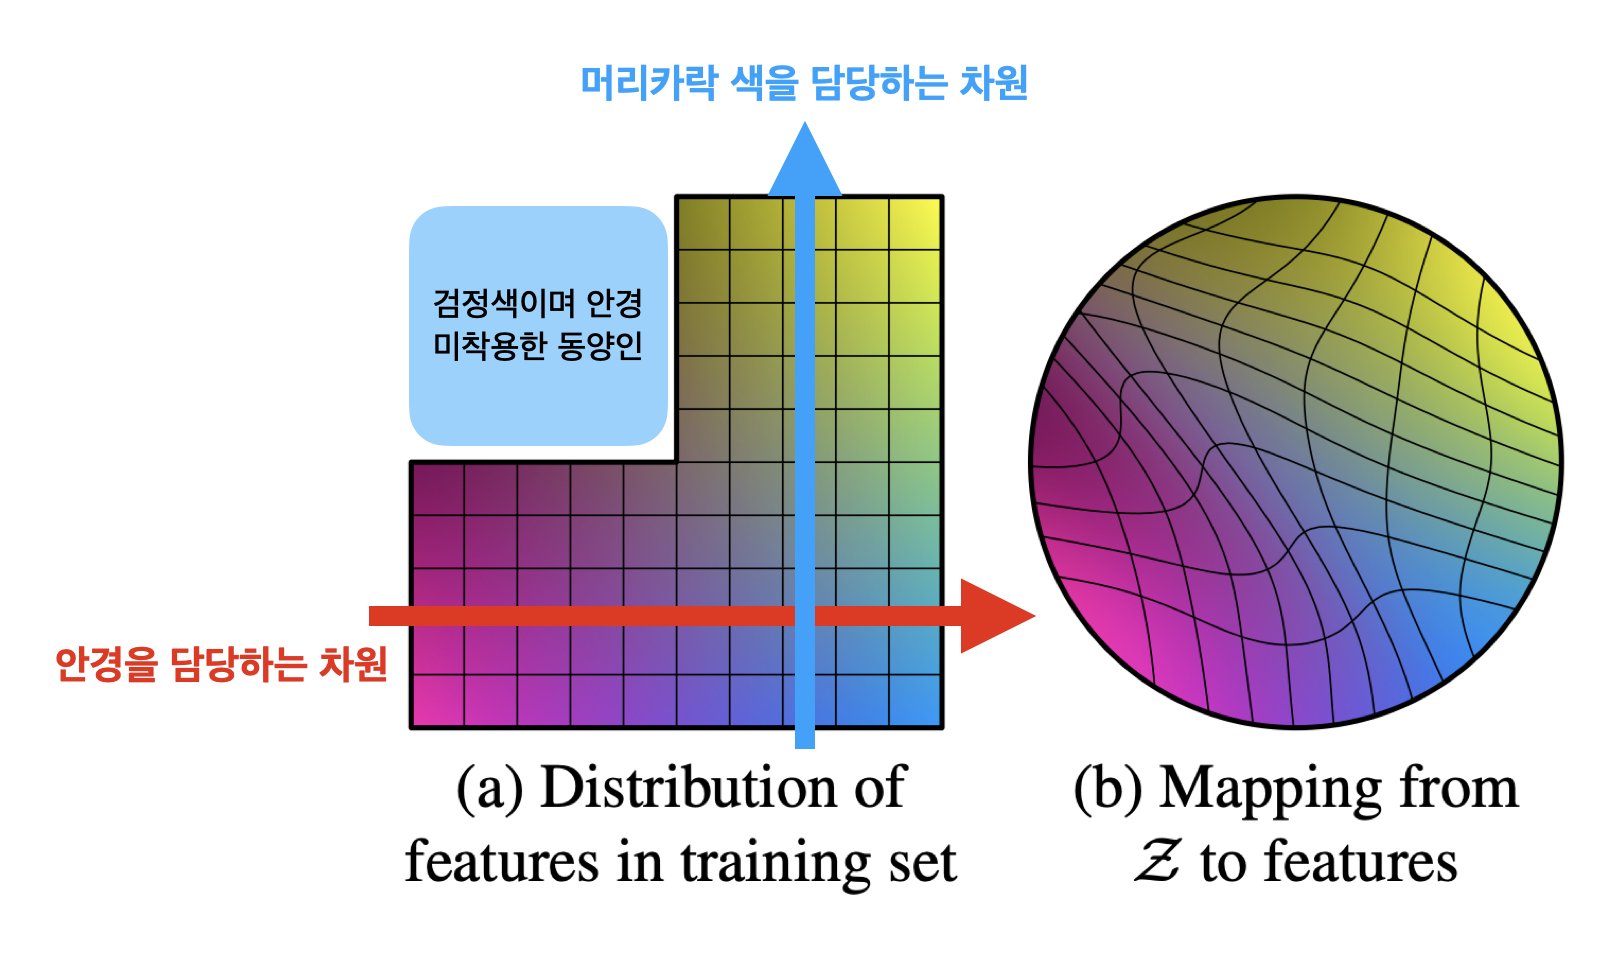 머리카락 색을 담당하는 차원
검정색이며 안경
미착용한 동양인
안경을 담당하는 차원
(a) Distribution of
features in training set
(b) Mapping from
𝒵 to features